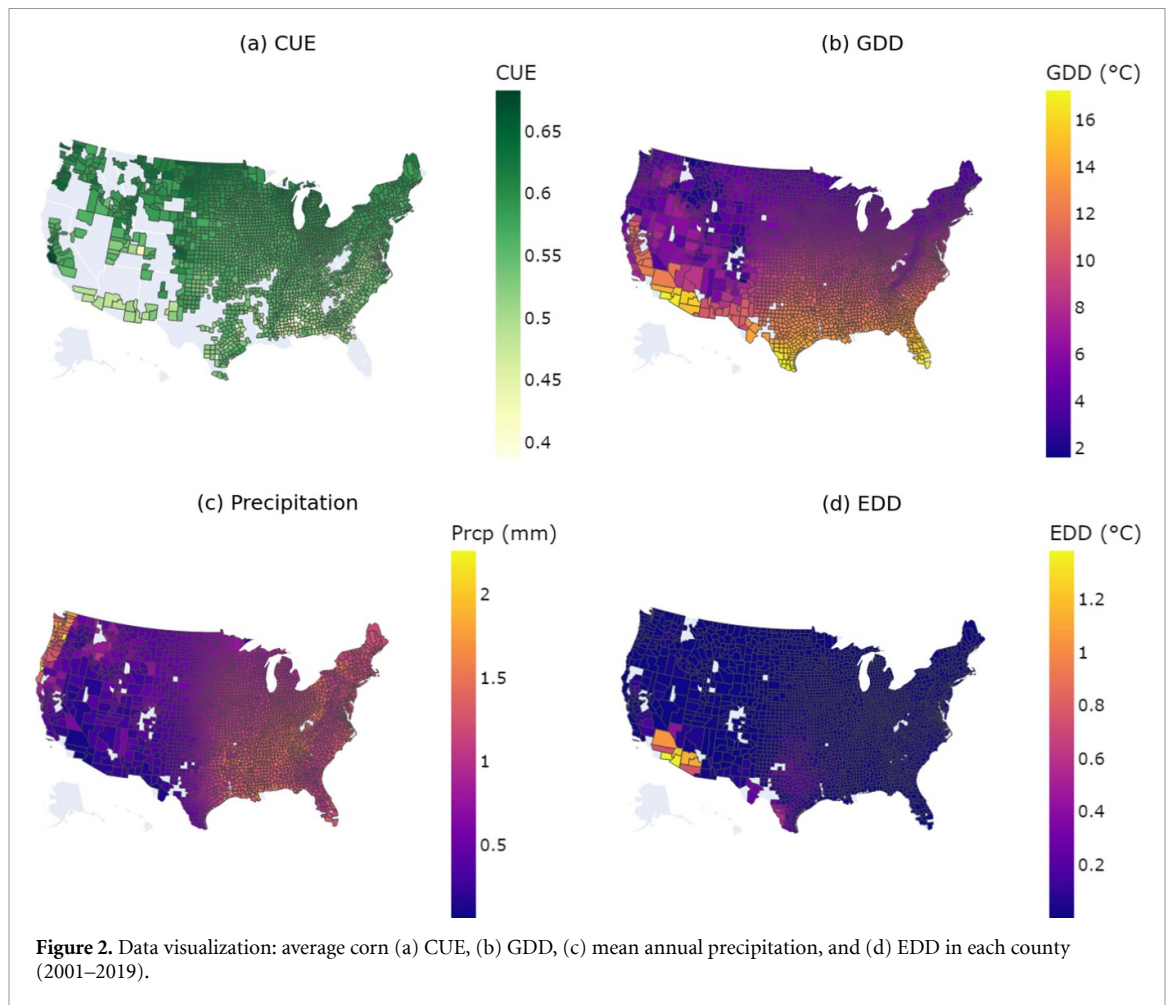 (a) CUE
CUE
0.65
0.6
0.55
0.5
0.45
0.4
(b) GDD
GDD (°C)
16
14
12
10
8
6
4
2
(c) Precipitation
Prcp (mm)
2
1.5
1
0.5
(d) EDD
EDD (°C)
1.2
1
0.8
0.6
0.4
0.2
Figure 2. Data visualization: average corn (a) CUE, (b) GDD, (c) mean annual precipitation, and (d) EDD in each county
(2001–2019).